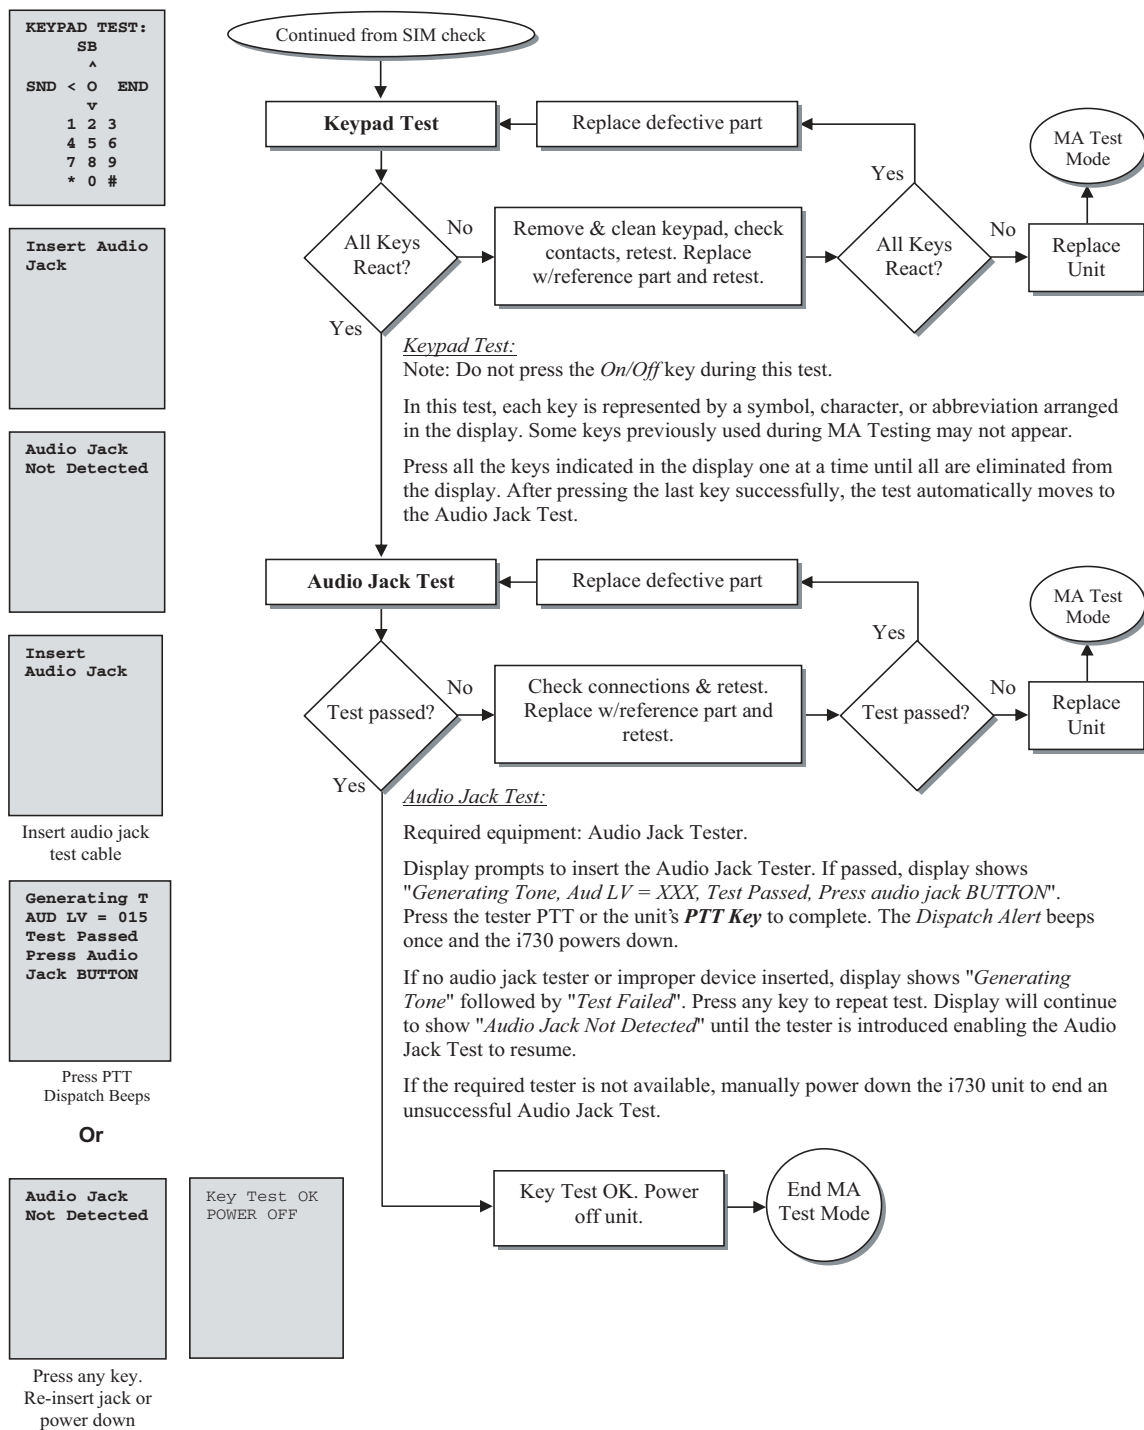 KEYPAD TEST:
SB
^
SND < O END
v
1 2 3
4 5 6
7 8 9
* 0 #
Insert Audio
Jack
Audio Jack
Not Detected
Insert
Audio Jack
Insert audio jack
test cable
Generating T
AUD LV = 015
Test Passed
Press Audio
Jack BUTTON
Press PTT
Dispatch Beeps
Or
Audio Jack
Not Detected
Press any key.
Re-insert jack or
power down
Key Test OK
POWER OFF
Continued from SIM check
Keypad Test
Replace defective part
MA Test
Mode
Yes
All Keys
React?
No
Remove & clean keypad, check
contacts, retest. Replace
w/reference part and retest.
All Keys
React?
No
Replace
Unit
Yes
Keypad Test:
Note: Do not press the On/Off key during this test.
In this test, each key is represented by a symbol, character, or abbreviation arranged
in the display. Some keys previously used during MA Testing may not appear.
Press all the keys indicated in the display one at a time until all are eliminated from
the display. After pressing the last key successfully, the test automatically moves to
the Audio Jack Test.
Audio Jack Test
Replace defective part
MA Test
Mode
Yes
Test passed?
No
Check connections & retest.
Replace w/reference part and
retest.
Test passed?
No
Replace
Unit
Yes
Audio Jack Test:
Required equipment: Audio Jack Tester.
Display prompts to insert the Audio Jack Tester. If passed, display shows
"Generating Tone, Aud LV = XXX, Test Passed, Press audio jack BUTTON".
Press the tester PTT or the unit's PTT Key to complete. The Dispatch Alert beeps
once and the i730 powers down.
If no audio jack tester or improper device inserted, display shows "Generating
Tone" followed by "Test Failed". Press any key to repeat test. Display will continue
to show "Audio Jack Not Detected" until the tester is introduced enabling the Audio
Jack Test to resume.
If the required tester is not available, manually power down the i730 unit to end an
unsuccessful Audio Jack Test.
Key Test OK. Power
off unit.
End MA
Test Mode